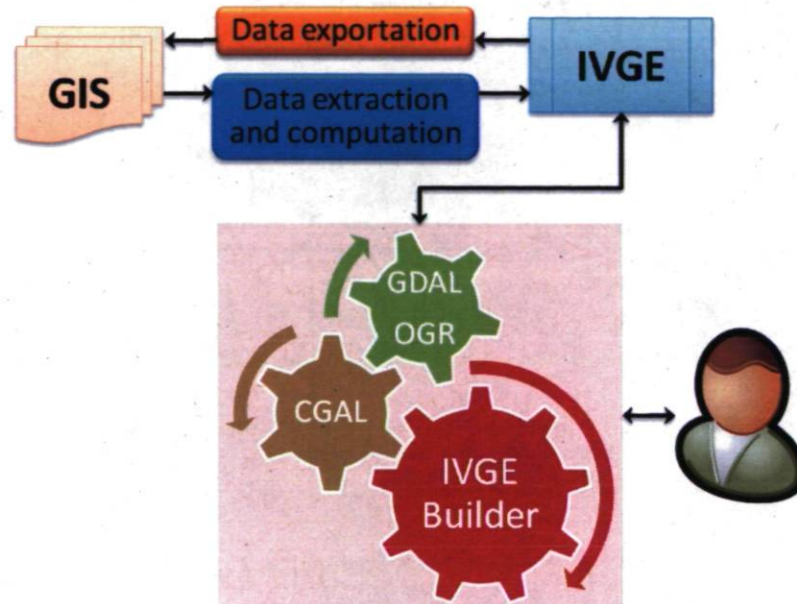 Data exportation
GIS
IVGE
Data extraction
and computation
GDAL
OGR
CGAL
IVGE
Builder